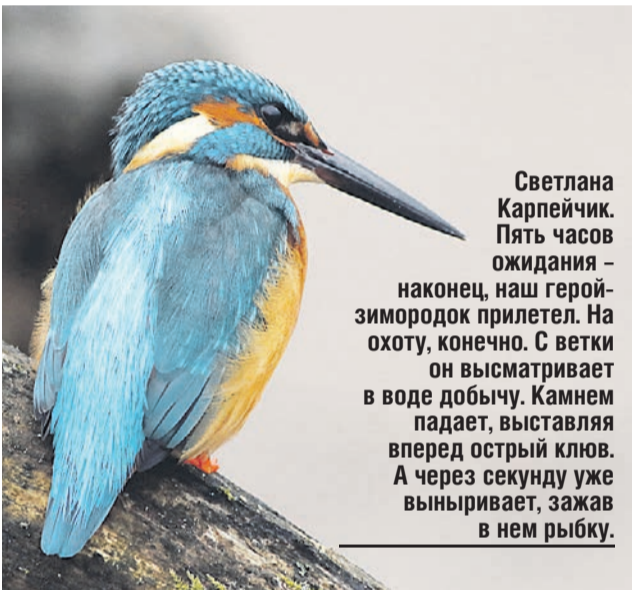 Светлана
Карпейчик.
Пять часов
ожидания –
наконец, наш герой-
зимородок прилетел. На
охоту, конечно. С ветки
он высматривает
в воде добычу. Камнем
падает, выставляя
вперед острый клюв.
А через секунду уже
выныривает, зажав
в нем рыбку.